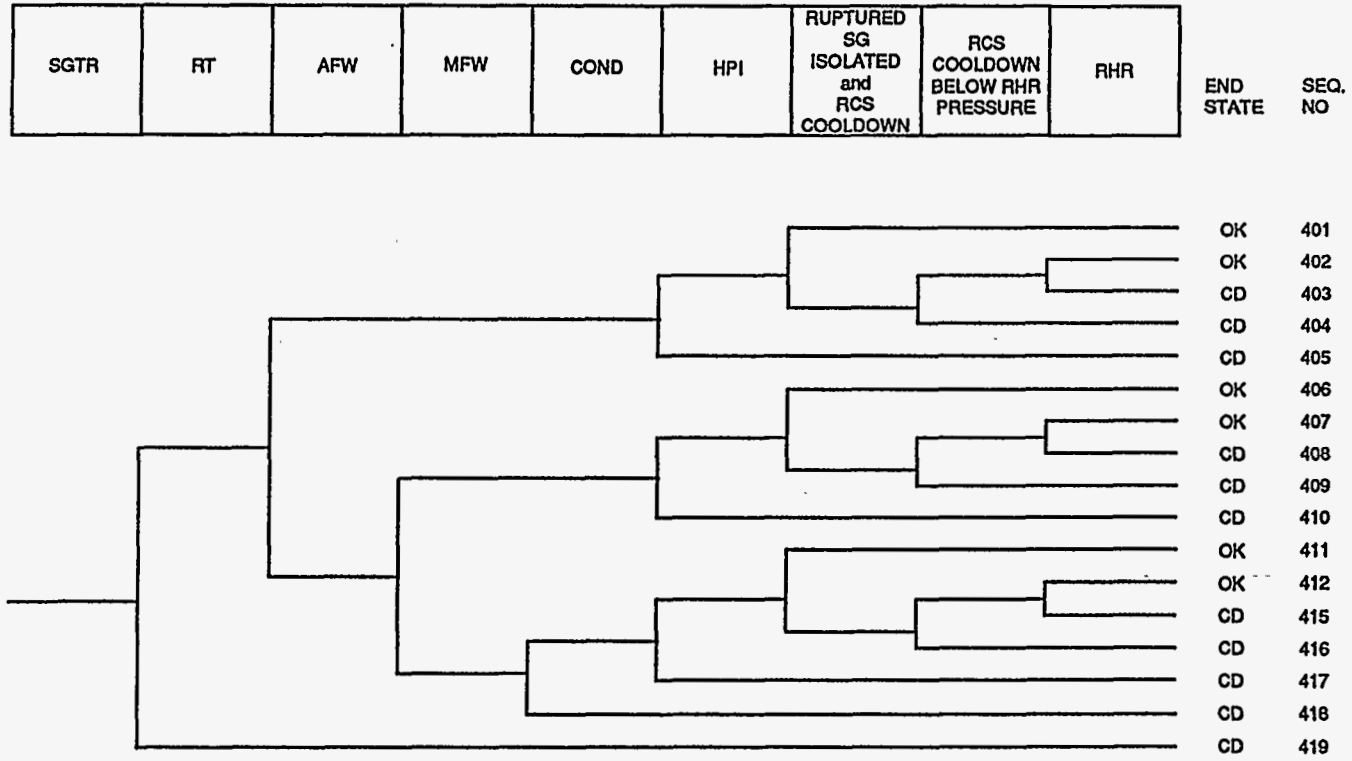 SGTR
RT
AFW
MFW
COND
HPI
RUPTURED
SG
ISOLATED
and
RCS
COOLDOWN
RCS
COOLDOWN
BELOW RHR
PRESSURE
RHR
END
STATE
SEQ.
NO
OK 401
OK 402
CD 403
CD 404
CD 405
OK 406
OK 407
CD 408
CD 409
CD 410
OK 411
OK 412
CD 415
CD 416
CD 417
CD 418
CD 419